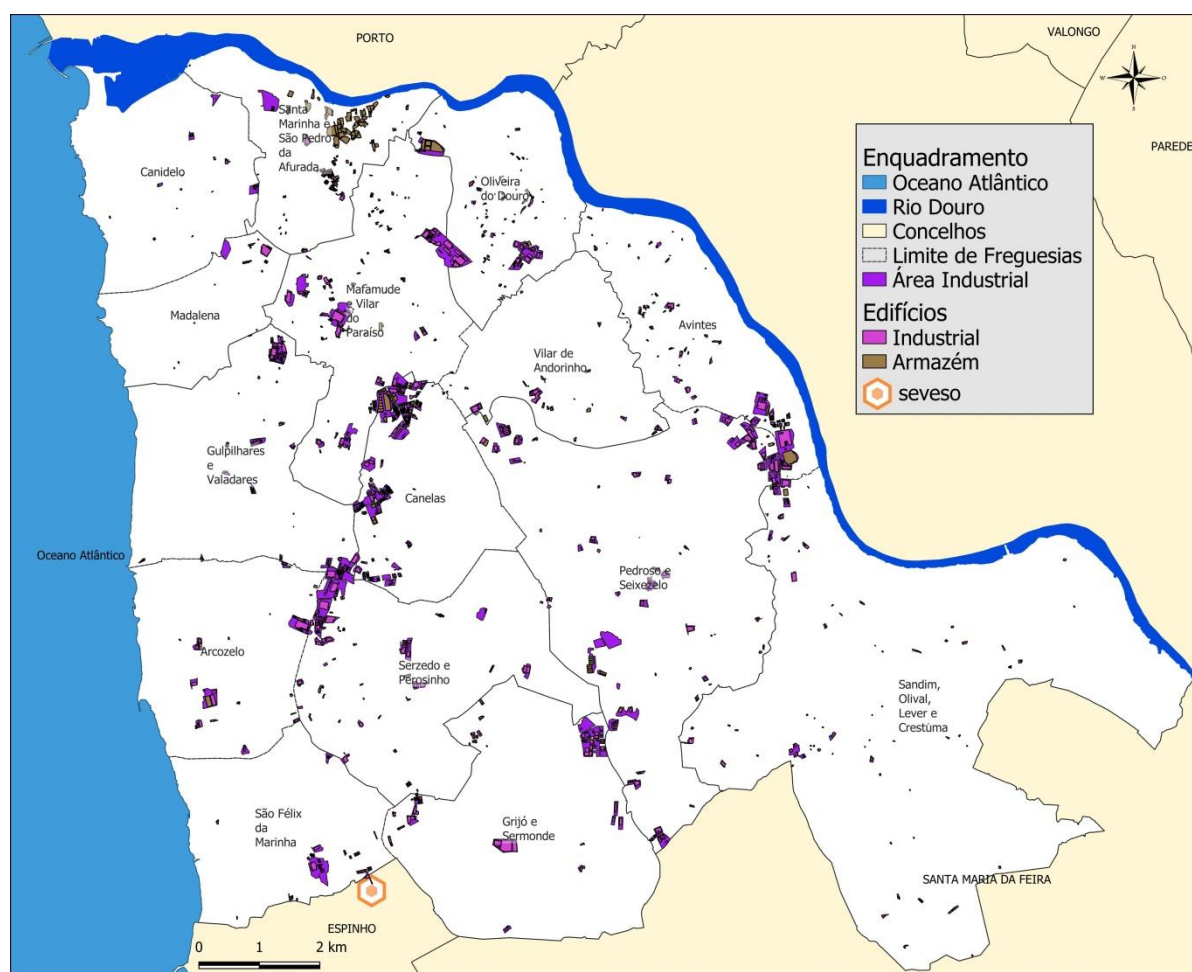 PORTO
VALONGO
N
W
O
S
PAREDE
Santa
Marinha e
São Pedro
da
Afurada
Canidelo
Oliveira
do Douro
Enquadramento
Oceano Atlântico
Rio Douro
Concelhos
Limite de Freguesias
Área Industrial
Edifícios
Industrial
Armazém
seveso
Madalena
Mafamude
e Vilar
do
Paraíso
Avintes
Vilar de
Andorinho
Gulpilhares
e
Valadares
Canelas
Oceano Atlântico
Pedroso e
Seixezelo
Arcozelo
Serzedo e
Perosinho
Sandim,
Olival,
Lever e
Crestuma
São Félix
da
Marinha
Grijó e
Sermonde
SANTA MARIA DA FEIRA
ESPINHO
0 1 2 km